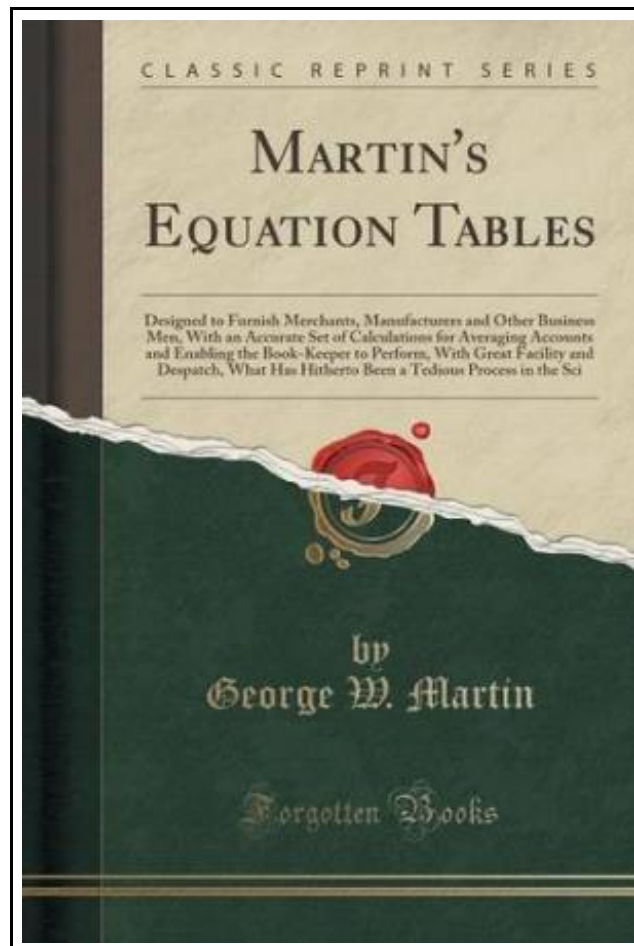 CLASSIC REPRINT SERIES
MARTIN'S
EQUATION TABLES
Designed to Furnish Merchants, Manufacturers and Other Business
Men, With an Accurate Set of Calculations for Averaging Accounts
and Enabling the Book-Keeper to Perform, With Great Facility and
Despatch, What Has Hitherto Been a Tedious Process in the Sci
by
George W. Martin
Forgotten Books